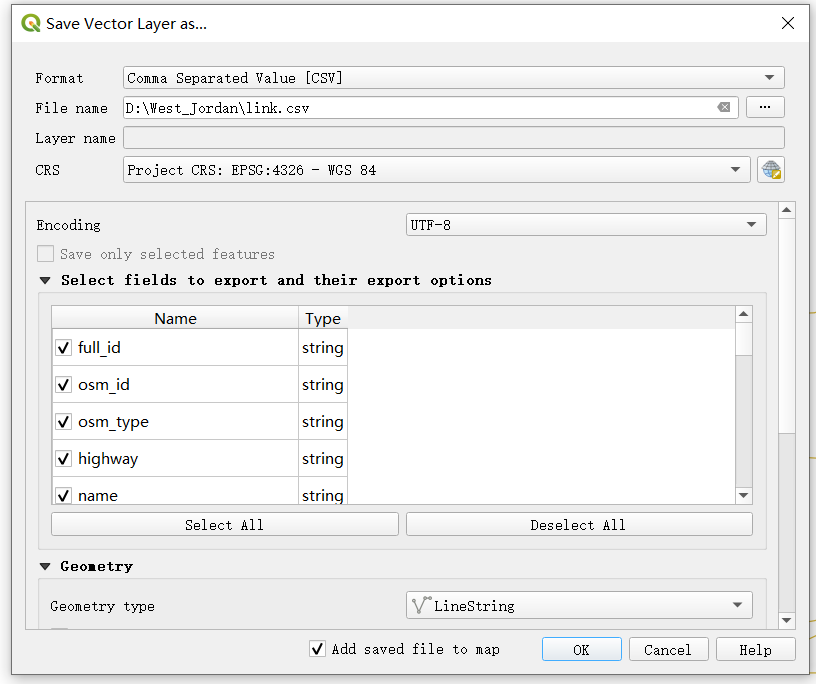 Save Vector Layer as...
Format
Comma Separated Value [CSV]
File name
D:\West_Jordan\link.csv
...
Layer name
CRS
Project CRS: EPSG:4326 - WGS 84
Encoding
UTF-8
Save only selected features
Select fields to export and their export options
Name Type
full_id string
osm_id string
osm_type string
highway string
name string
Select All Deselect All
Geometry
Geometry type
LineString
Add saved file to map
OK Cancel Help